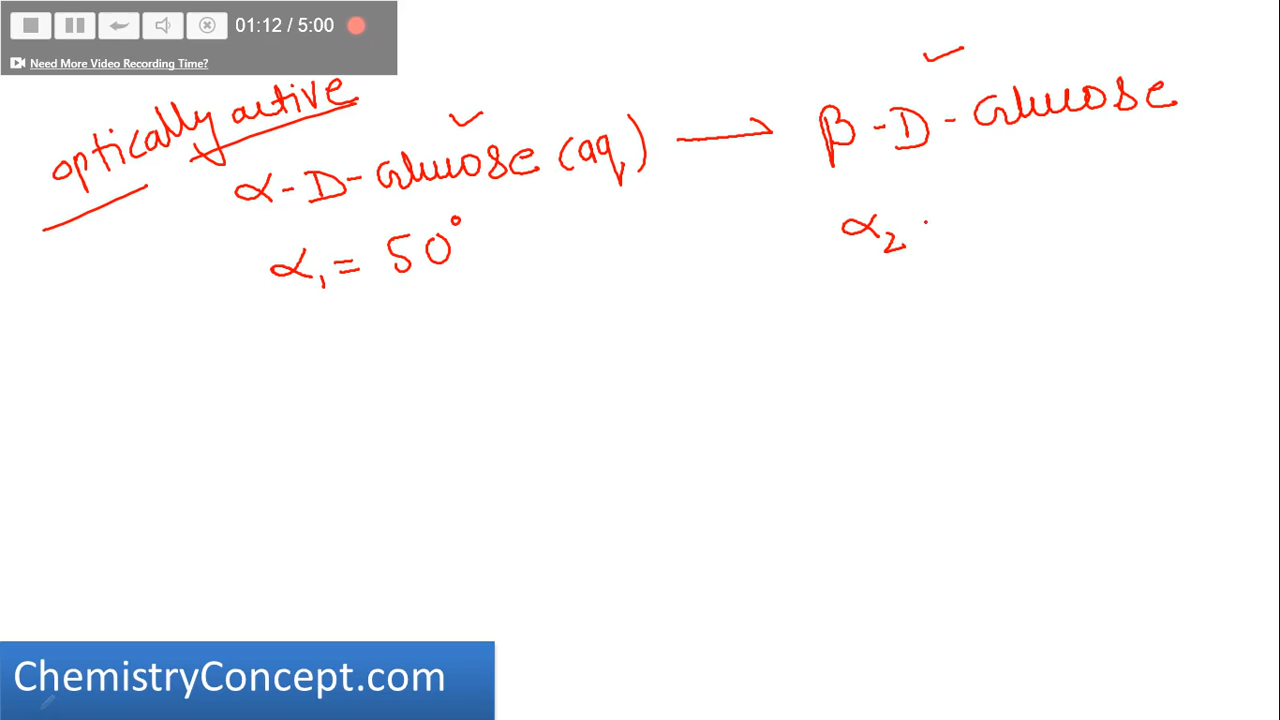 01:12 / 5:00
Need More Video Recording Time?
optically active
α-D-Glucose (aq) → β-D-Glucose
α₁ = 50° α₂
ChemistryConcept.com